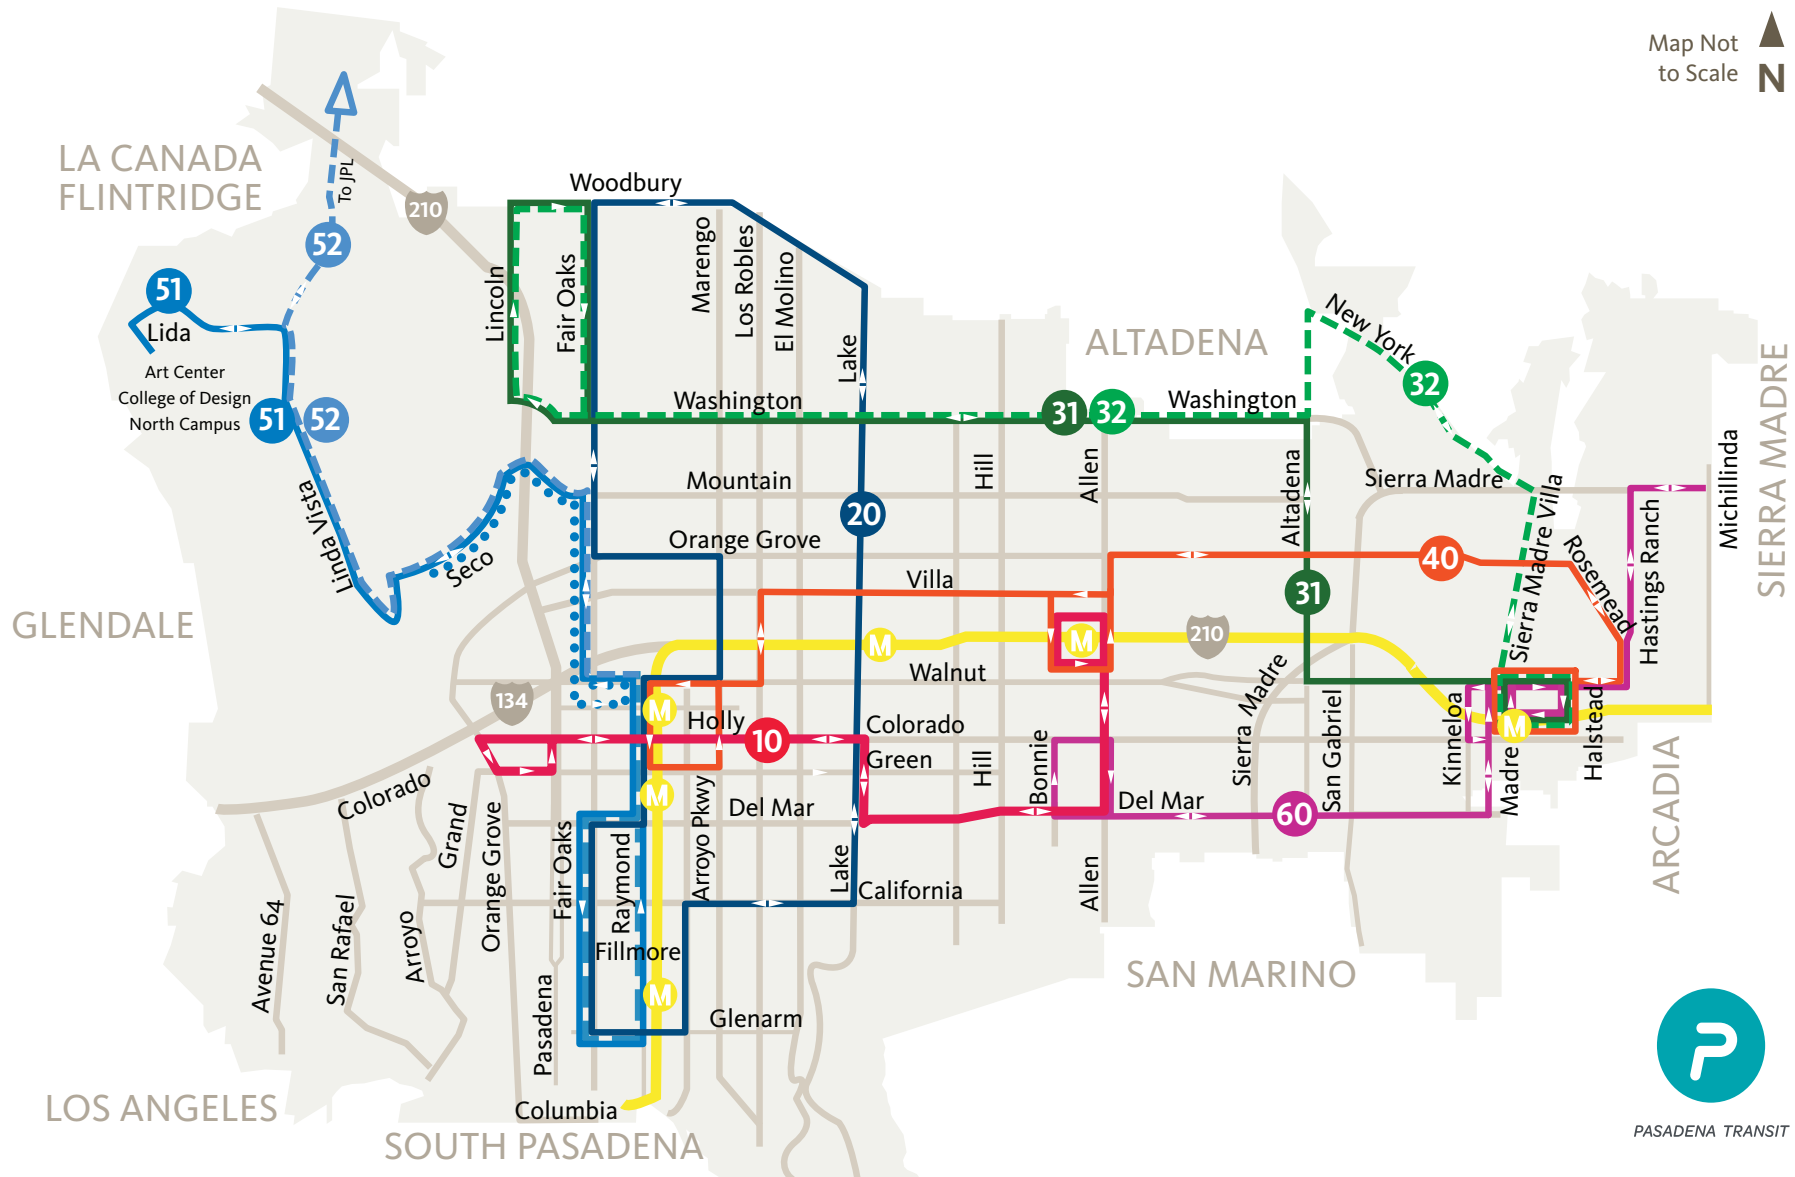 Map Not
to Scale
N
LA CANADA
FLINTRIDGE
To JPL
210
52
51
Lida
Art Center
College of Design
North Campus
51
52
Woodbury
Marengo
Los Robles
El Molino
Lincoln
Fair Oaks
Lake
ALTADENA
New York
32
Washington
31
32
Washington
SIERRA MADRE
Michillinda
Linda Vista
Seco
Mountain
Hill
Allen
Altadena
Sierra Madre
Sierra Madre Villa
20
Orange Grove
40
Rosemead
Hastings Ranch
Villa
31
GLENDALE
M
M
210
Walnut
134
M
Holly
10
Colorado
Green
Sierra Madre
San Gabriel
Kinneloa
M
Madre
Halstead
Hill
Bonnie
Colorado
M
Del Mar
Del Mar
60
ARCADIA
Grand
Orange Grove
Fair Oaks
Raymond
Arroyo Pkwy
Lake
California
Allen
Avenue 64
San Rafael
Arroyo
Fillmore
M
Pasadena
Glenarm
SAN MARINO
Columbia
LOS ANGELES
SOUTH PASADENA
P
PASADENA TRANSIT